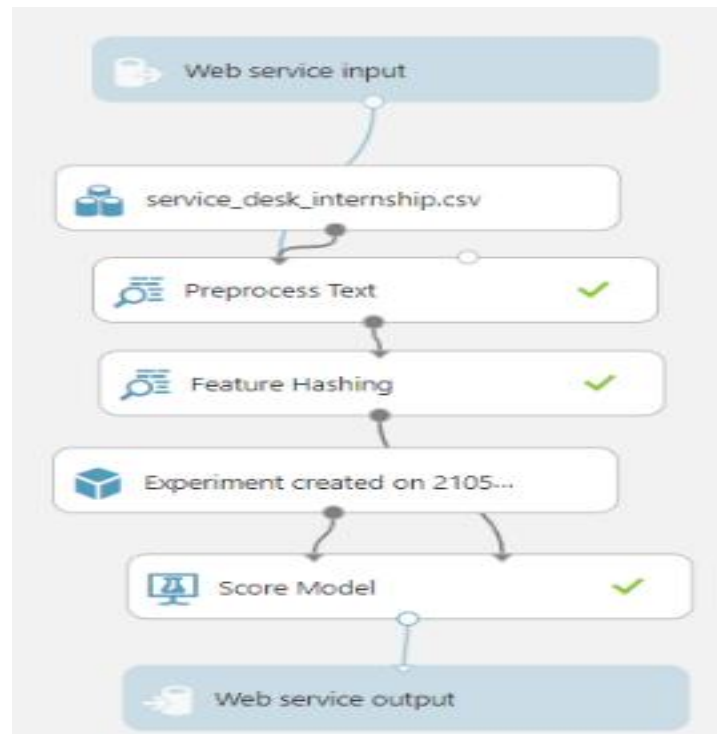 Web service input
service_desk_internship.csv
Preprocess Text
Feature Hashing
Experiment created on 2105...
Score Model
Web service output